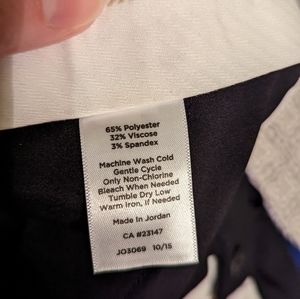 65% Polyester
32% Viscose
3% Spandex
Machine Wash Cold
Gentle Cycle
Only Non-Chlorine
Bleach When Needed
Tumble Dry Low
Warm Iron, If Needed
Made In Jordan
CA #23147
JO3069 10/15